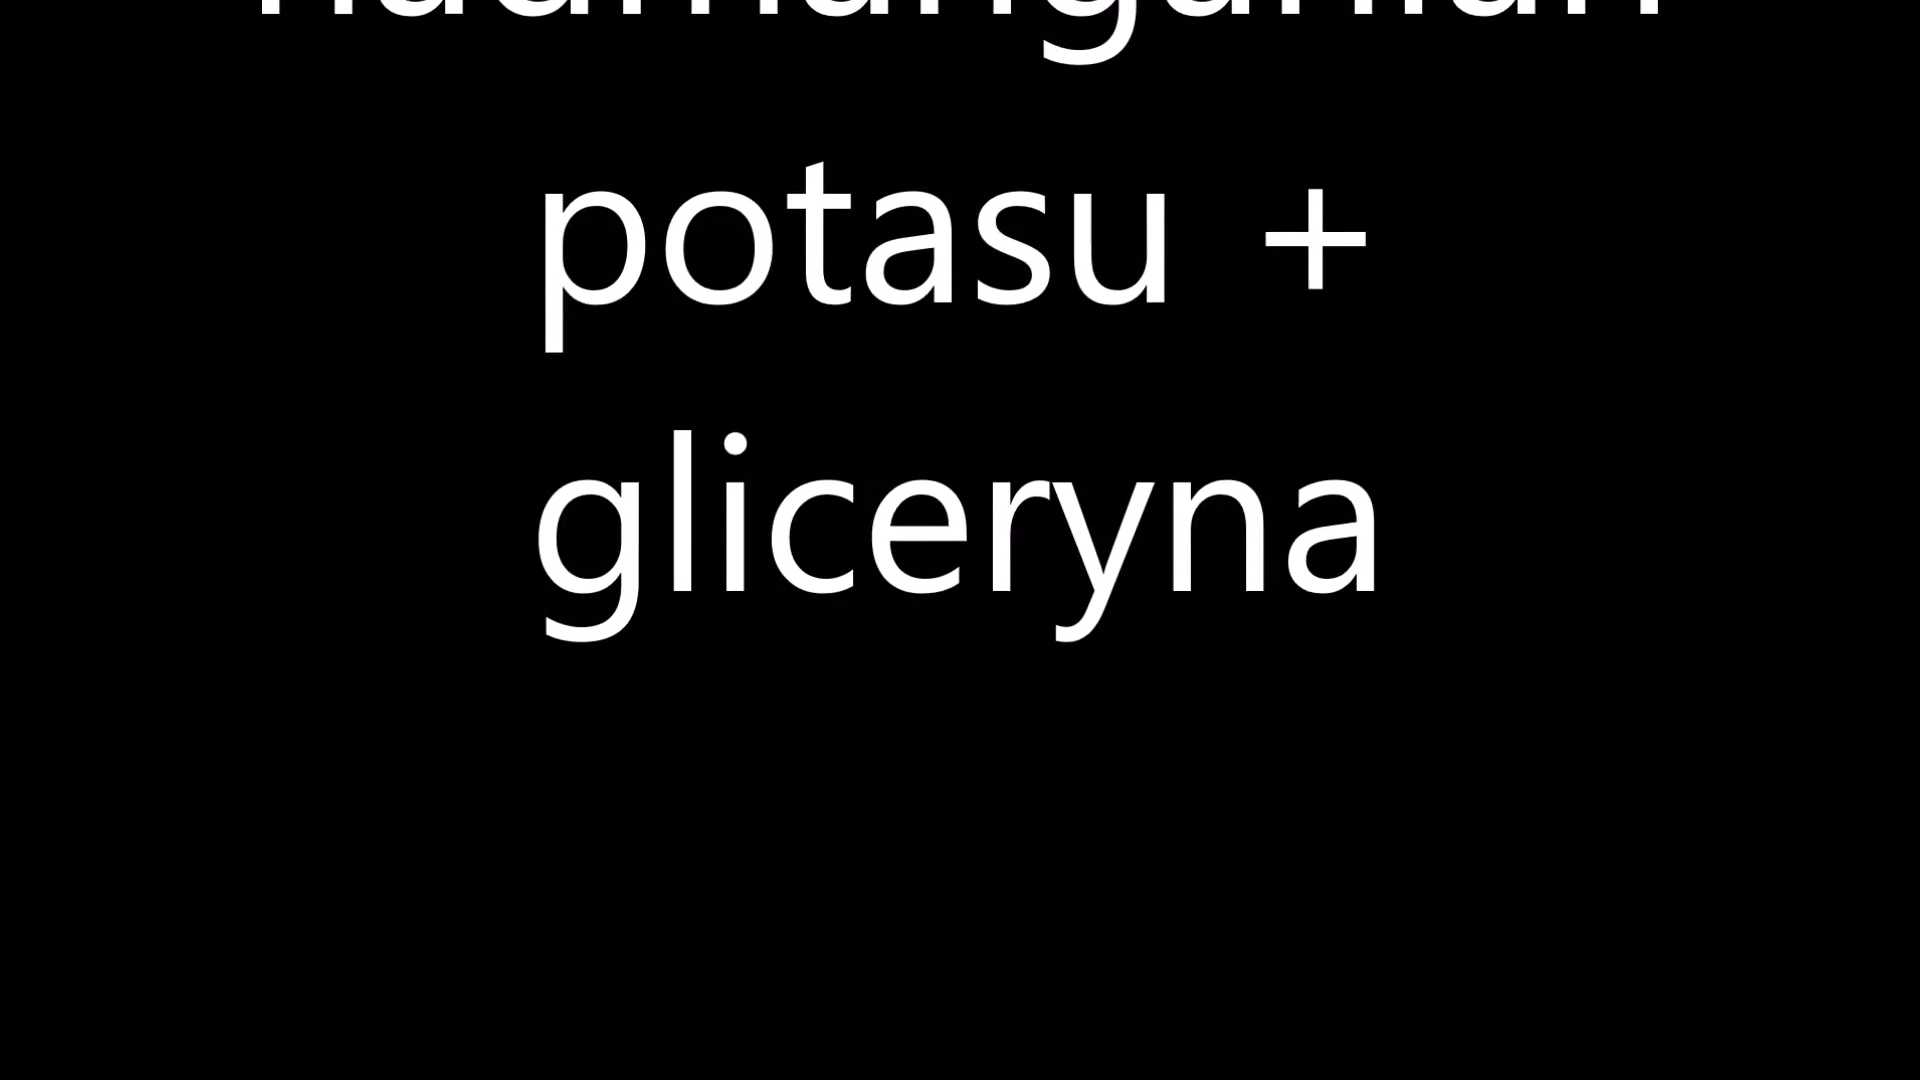 potasu +
gliceryna